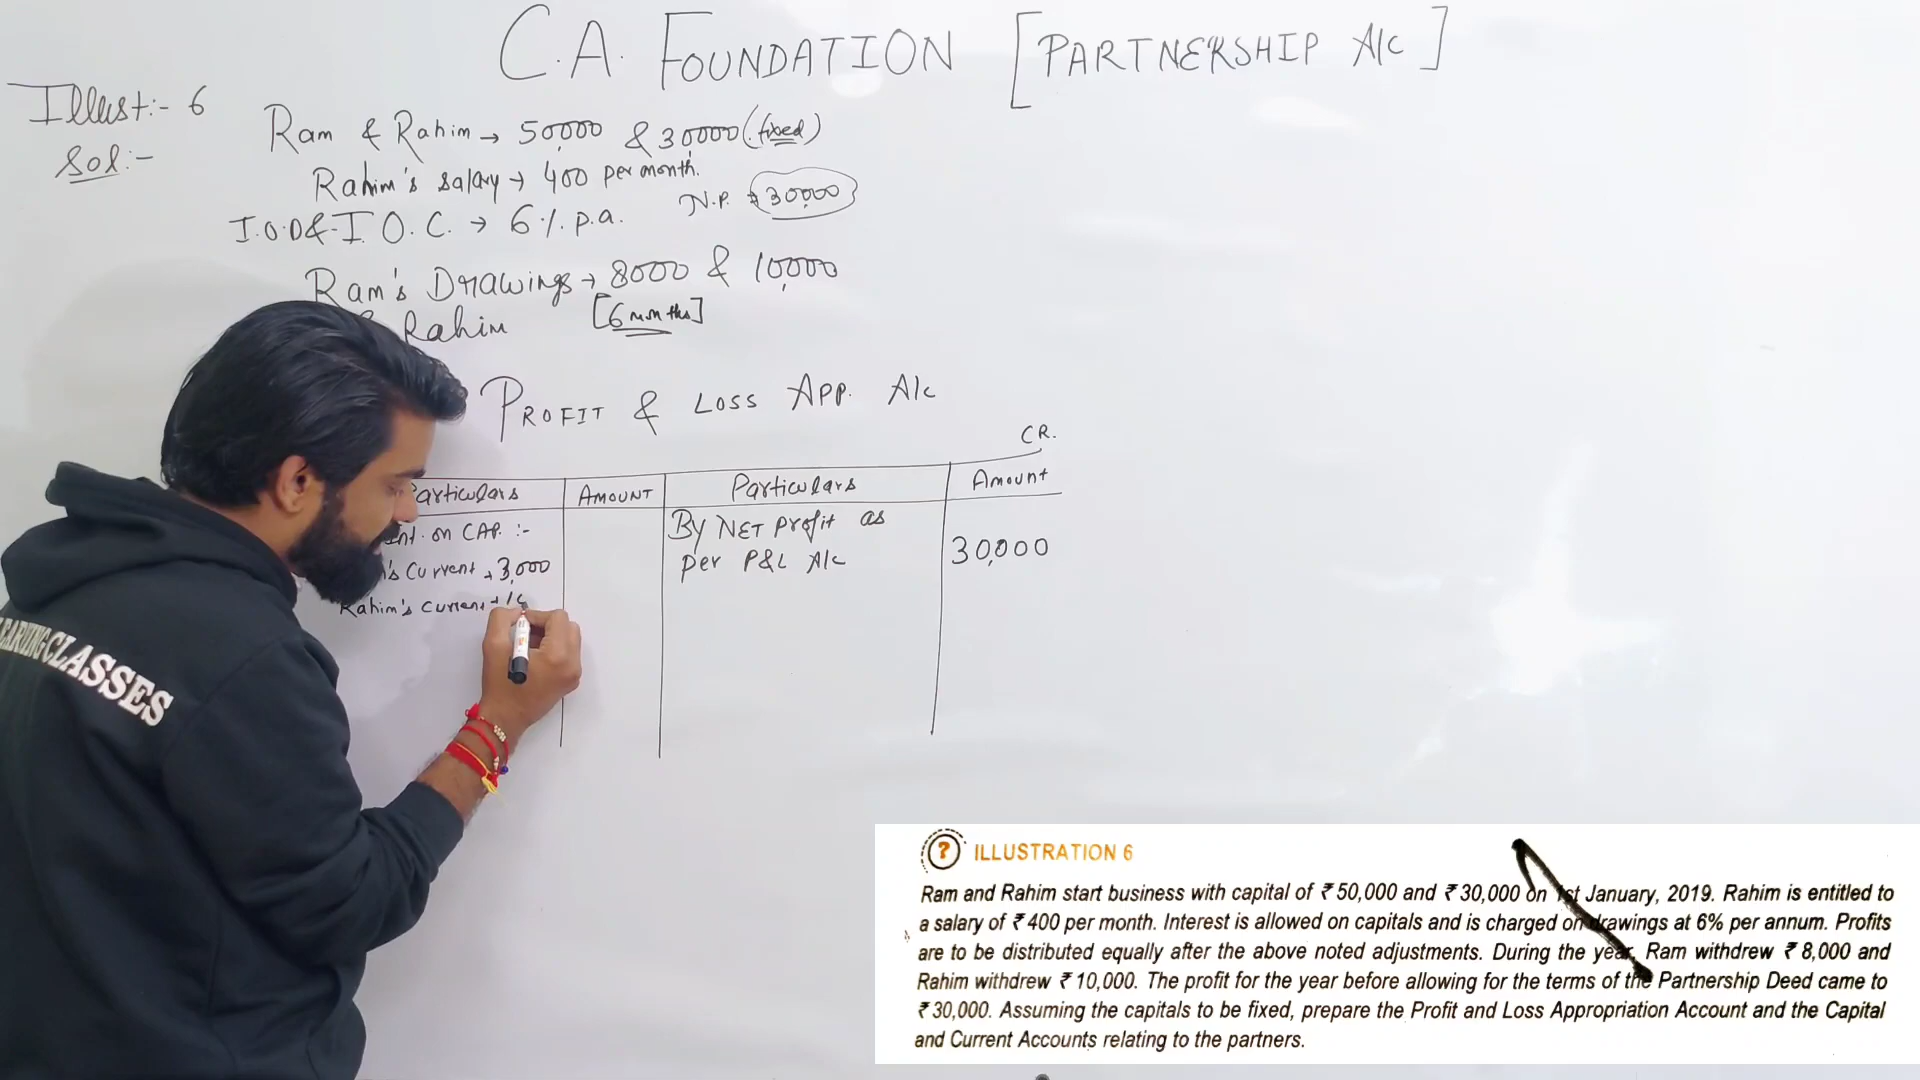 C.A. FOUNDATION [PARTNERSHIP A/C]
Illust:- 6
Sol:-
Ram & Rahim → 50,000 & 30,000 (fixed)
Rahim's salary → 400 per month.
N.P. → 30,000
I.O.D & I.O.C. → 6%. p.a.
Ram's Drawings → 8000 & 10,000
Rahim [6 months]
PROFIT & LOSS APP. A/c
CR.
Particulars AMOUNT Particulars Amount
Int. on CAP. :- By NET Profit as
's Current → 3,000 per P&L A/c 30,000
Rahim's Current →
LEARNING CLASSES
? ILLUSTRATION 6
Ram and Rahim start business with capital of ₹ 50,000 and ₹ 30,000 on 1st January, 2019. Rahim is entitled to
a salary of ₹ 400 per month. Interest is allowed on capitals and is charged on drawings at 6% per annum. Profits
are to be distributed equally after the above noted adjustments. During the year, Ram withdrew ₹ 8,000 and
Rahim withdrew ₹ 10,000. The profit for the year before allowing for the terms of the Partnership Deed came to
₹ 30,000. Assuming the capitals to be fixed, prepare the Profit and Loss Appropriation Account and the Capital
and Current Accounts relating to the partners.